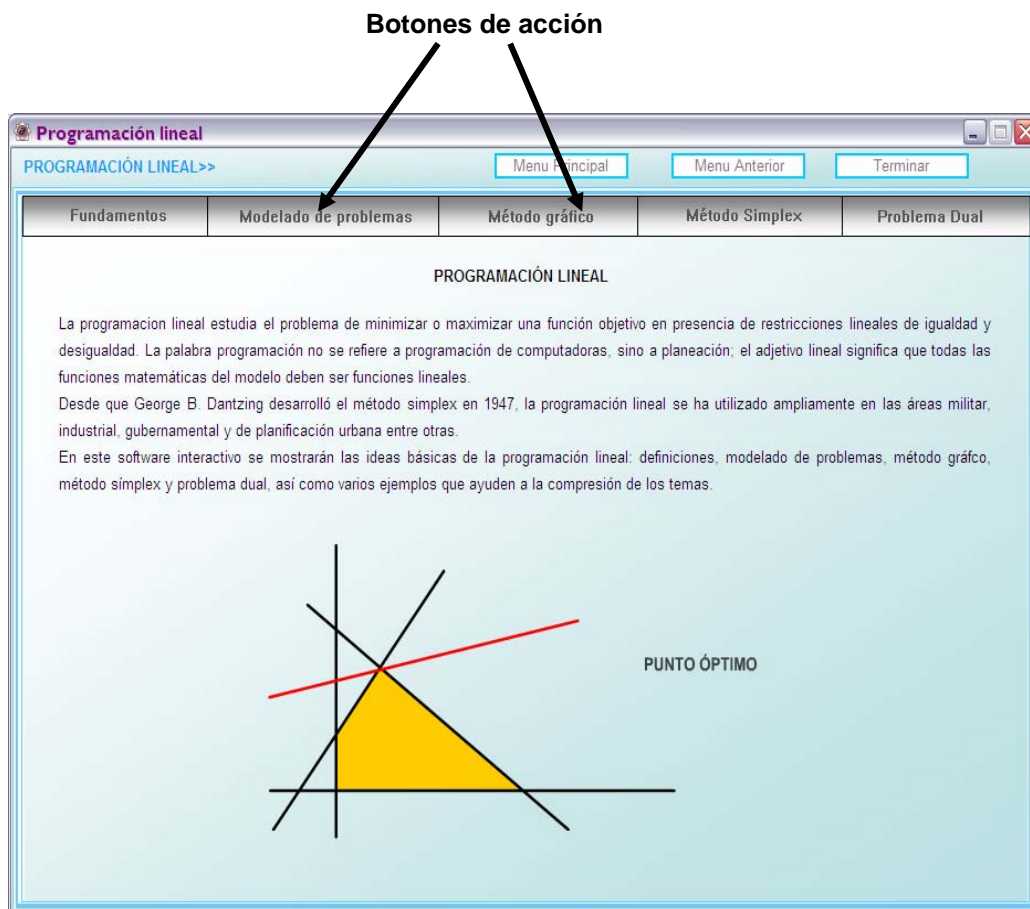 Botones de acción
Programación lineal
PROGRAMACIÓN LINEAL>>
Menu Principal
Menu Anterior
Terminar
Fundamentos
Modelado de problemas
Método gráfico
Método Simplex
Problema Dual
PROGRAMACIÓN LINEAL
La programacion lineal estudia el problema de minimizar o maximizar una función objetivo en presencia de restricciones lineales de igualdad y
desigualdad. La palabra programación no se refiere a programación de computadoras, sino a planeación; el adjetivo lineal significa que todas las
funciones matemáticas del modelo deben ser funciones lineales.
Desde que George B. Dantzing desarrolló el método simplex en 1947, la programación lineal se ha utilizado ampliamente en las áreas militar,
industrial, gubernamental y de planificación urbana entre otras.
En este software interactivo se mostrarán las ideas básicas de la programación lineal: definiciones, modelado de problemas, método gráfco,
método símplex y problema dual, así como varios ejemplos que ayuden a la compresión de los temas.
PUNTO ÓPTIMO